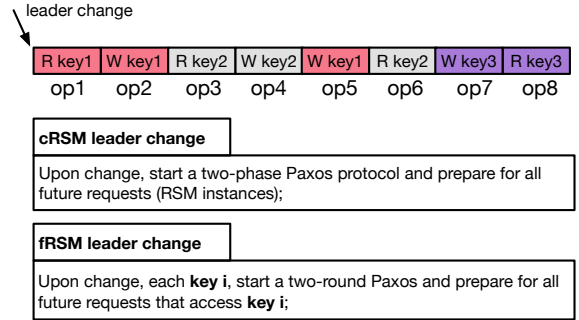 leader change
R key1 W key1 R key2 W key2 W key1 R key2 W key3 R key3
op1 op2 op3 op4 op5 op6 op7 op8
cRSM leader change
Upon change, start a two-phase Paxos protocol and prepare for all
future requests (RSM instances);
fRSM leader change
Upon change, each key i, start a two-round Paxos and prepare for all
future requests that access key i;